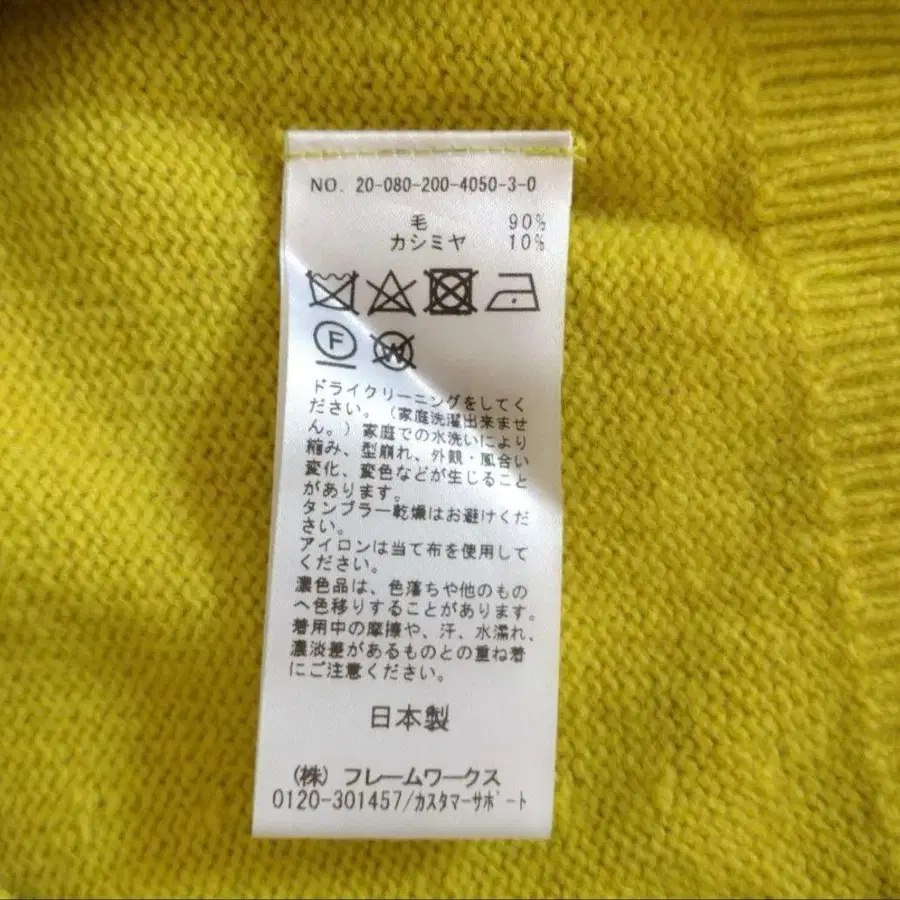 NO. 20-080-200-4050-3-0
毛 90%
カシミヤ 10%
F
W
ドライクリーニングをしてく
ださい。(家庭洗濯出来ませ
ん。)家庭での水洗いにより
縮み、型崩れ、外観・風合い
変化、変色などが生じること
があります。
タンブラー乾燥はお避けくだ
さい。
アイロンは当て布を使用して
ください。
濃色品は、色落ちや他のもの
へ色移りすることがあります。
着用中の摩擦や、汗、水濡れ、
濃淡差があるものとの重ね着
にご注意ください。
日本製
(株) フレームワークス
0120-301457/カスタマーサポート